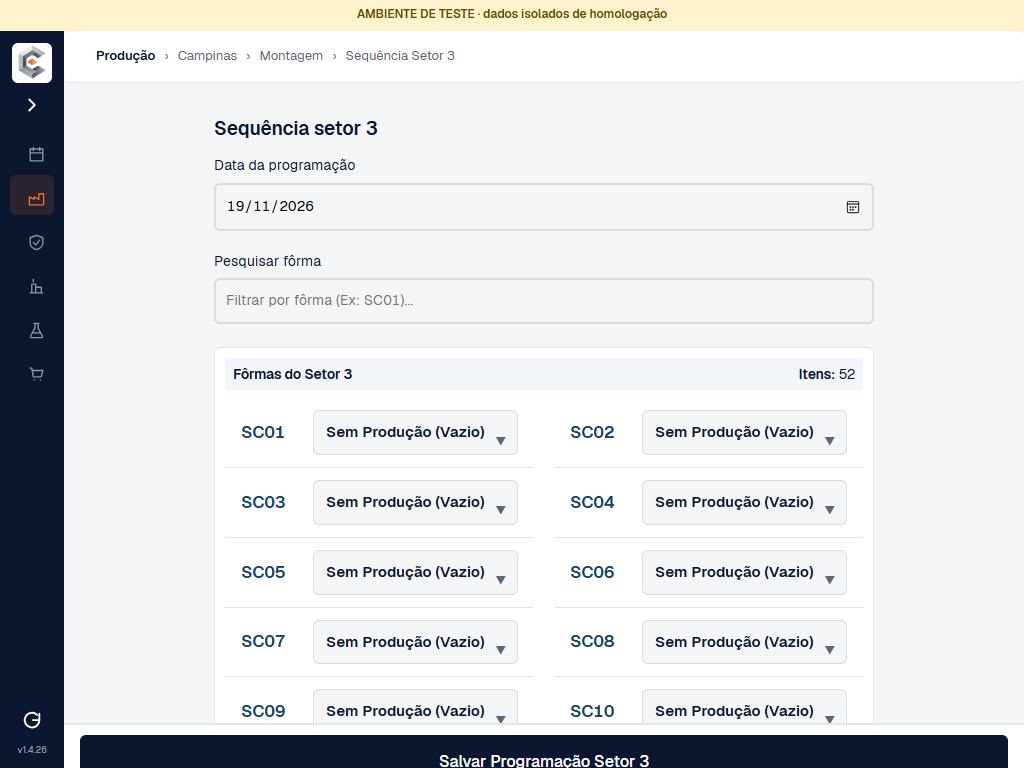 AMBIENTE DE TESTE · dados isolados de homologação
Produção › Campinas › Montagem › Sequência Setor 3
Sequência setor 3
Data da programação
19/11/2026
Pesquisar fôrma
Filtrar por fôrma (Ex: SC01)...
Fôrmas do Setor 3 Itens: 52
SC01 Sem Produção (Vazio) SC02 Sem Produção (Vazio)
SC03 Sem Produção (Vazio) SC04 Sem Produção (Vazio)
SC05 Sem Produção (Vazio) SC06 Sem Produção (Vazio)
SC07 Sem Produção (Vazio) SC08 Sem Produção (Vazio)
SC09 Sem Produção (Vazio) SC10 Sem Produção (Vazio)
v1.4.26
Salvar Programação Setor 3